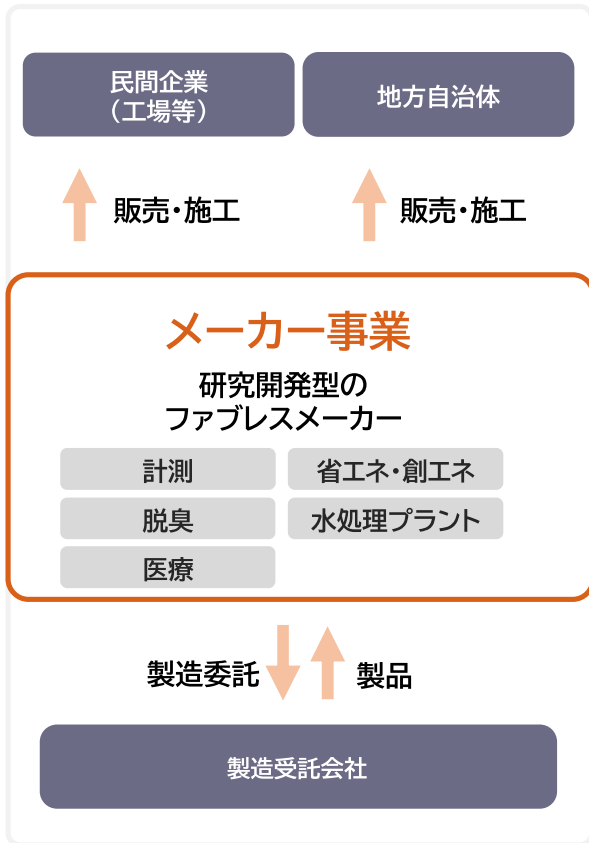 民間企業
（工場等）
地方自治体
販売・施工
販売・施工
メーカー事業
研究開発型の
ファブレスメーカー
計測
省エネ・創エネ
脱臭
水処理プラント
医療
製造委託
製品
製造受託会社